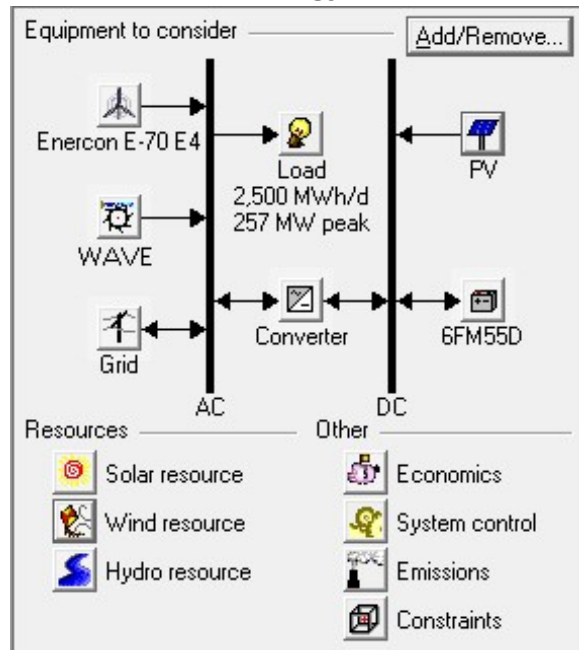 Equipment to consider
Add/Remove...
Enercon E-70 E4
Load
2,500 MWh/d
257 MW peak
PV
WAVE
Grid
Converter
6FM55D
AC
DC
Resources
Other
Solar resource
Economics
Wind resource
System control
Hydro resource
Emissions
Constraints